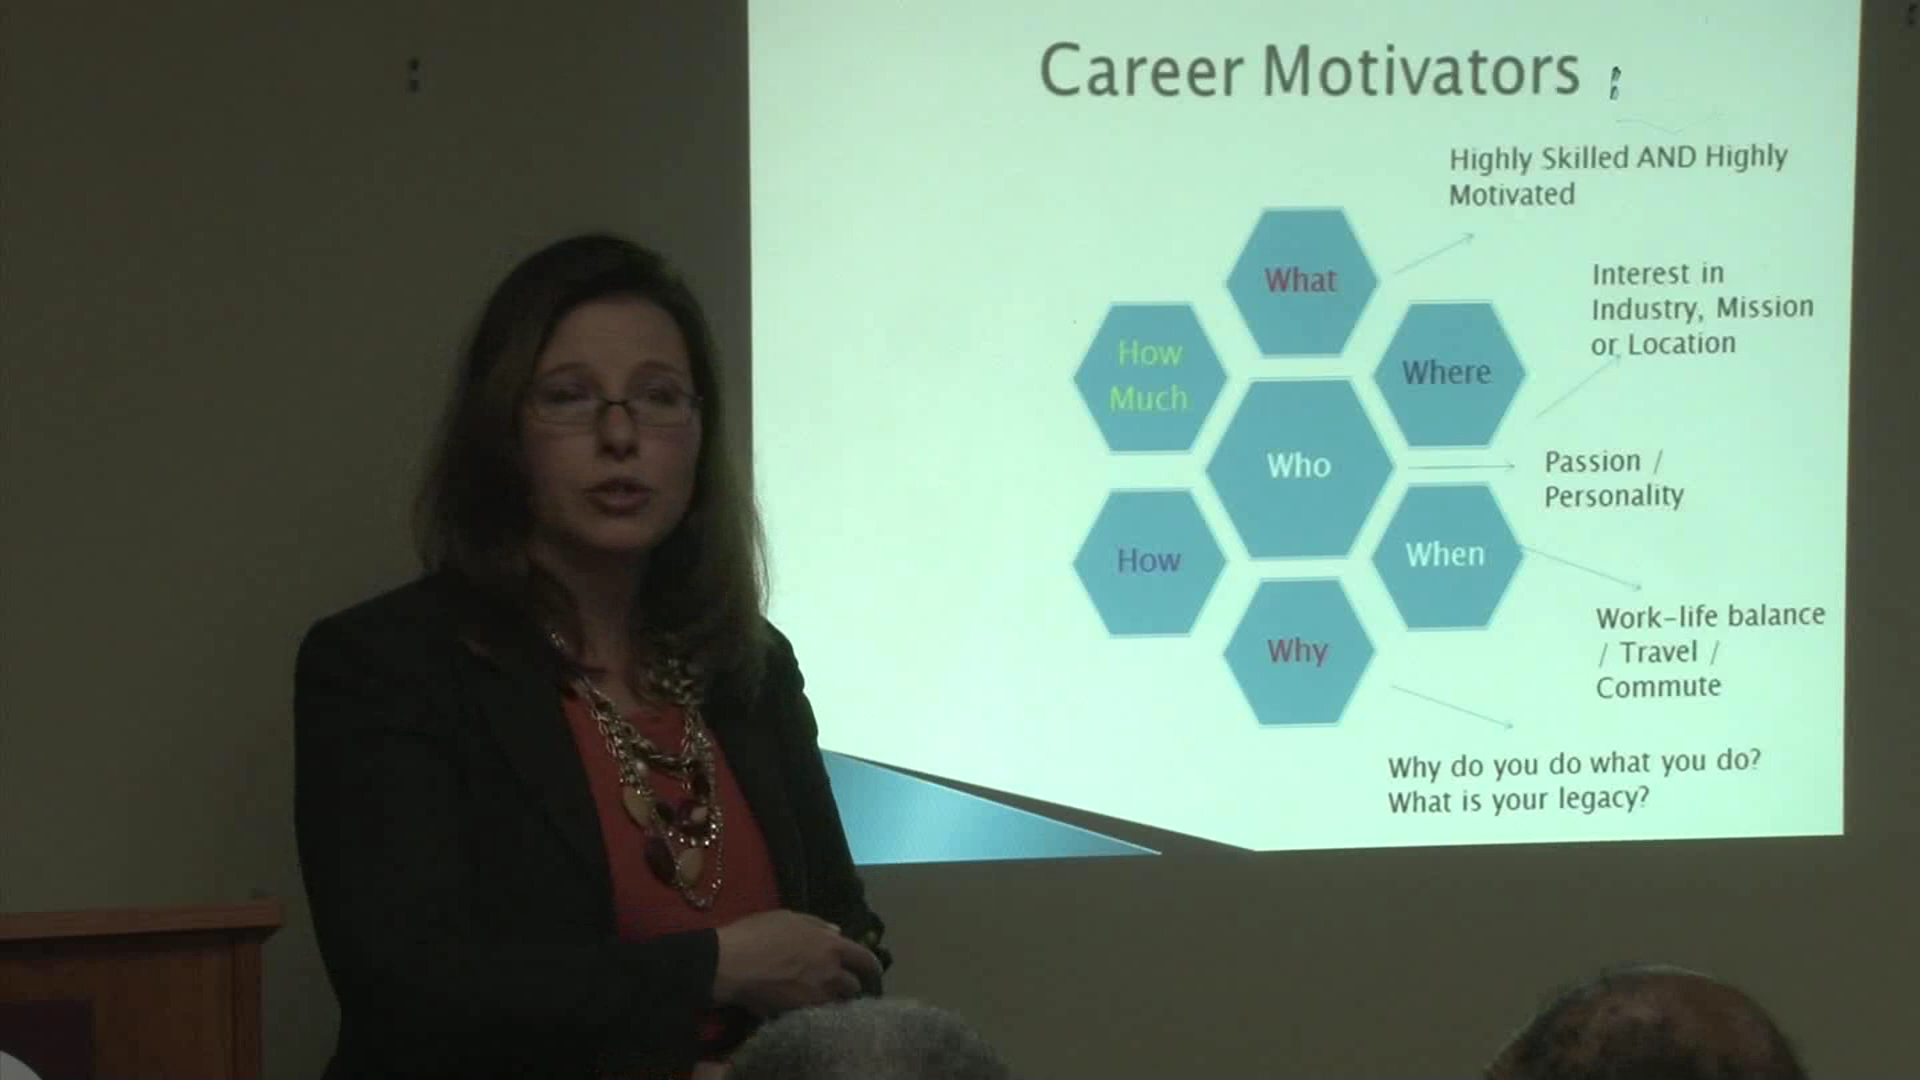 Career Motivators
Highly Skilled AND Highly
Motivated
What
Interest in
Industry, Mission
or Location
How
Much
Where
Who
Passion /
Personality
How
When
Work-life balance
/ Travel /
Commute
Why
Why do you do what you do?
What is your legacy?